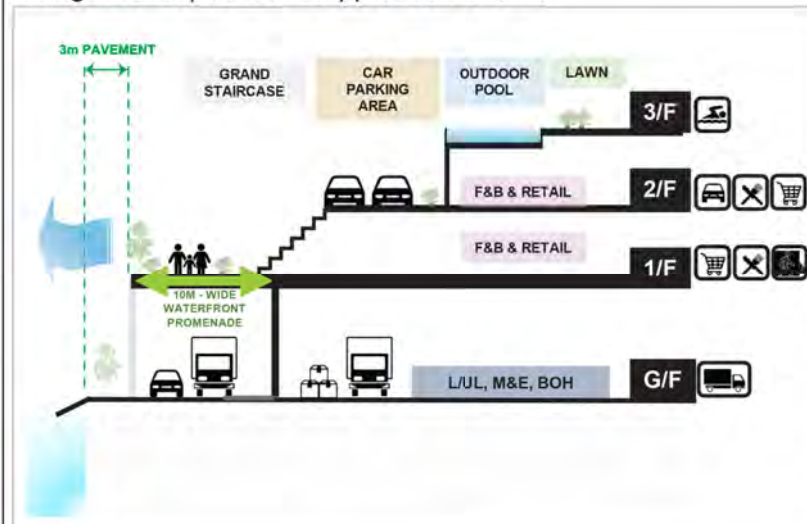 3m PAVEMENT
GRAND
STAIRCASE
CAR
PARKING
AREA
OUTDOOR
POOL
LAWN
3/F
F&B & RETAIL
2/F
F&B & RETAIL
1/F
10M - WIDE
WATERFRONT
PROMENADE
L/UL, M&E, BOH
G/F